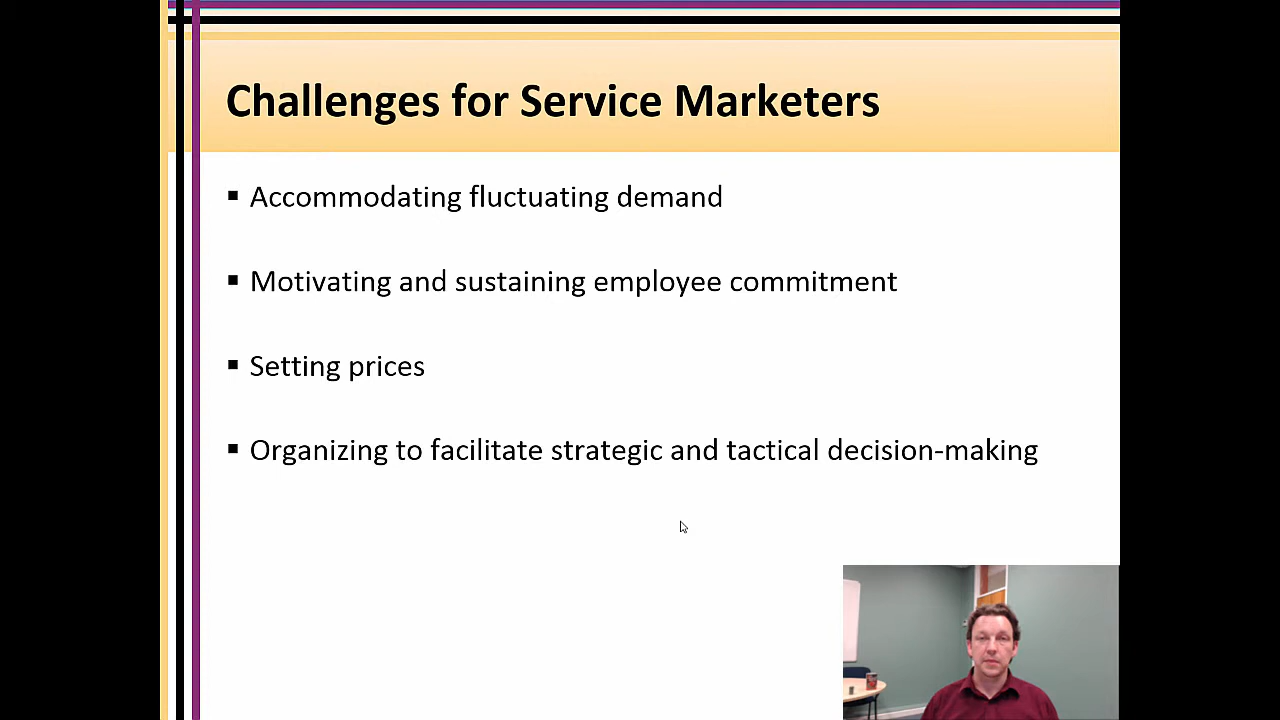 Challenges for Service Marketers
▪ Accommodating fluctuating demand
▪ Motivating and sustaining employee commitment
▪ Setting prices
▪ Organizing to facilitate strategic and tactical decision-making